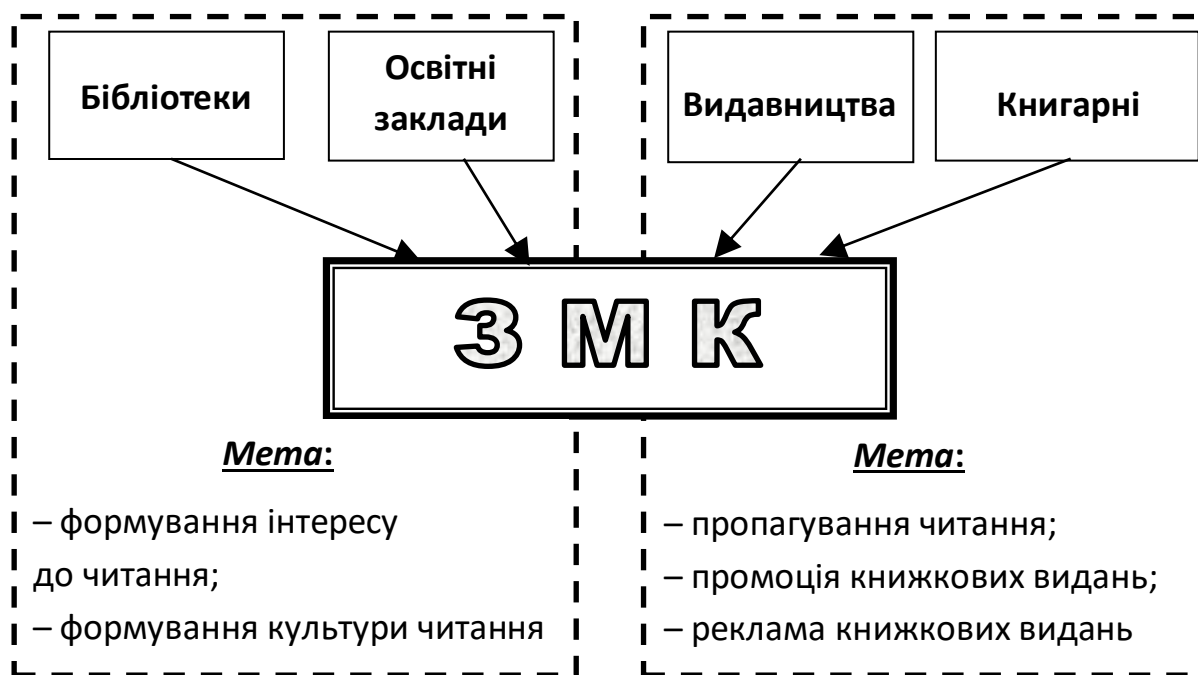 Бібліотеки
Освітні
заклади
Видавництва
Книгарні
З М К
Мета:
– формування інтересу
до читання;
– формування культури читання
Мета:
– пропагування читання;
– промоція книжкових видань;
– реклама книжкових видань